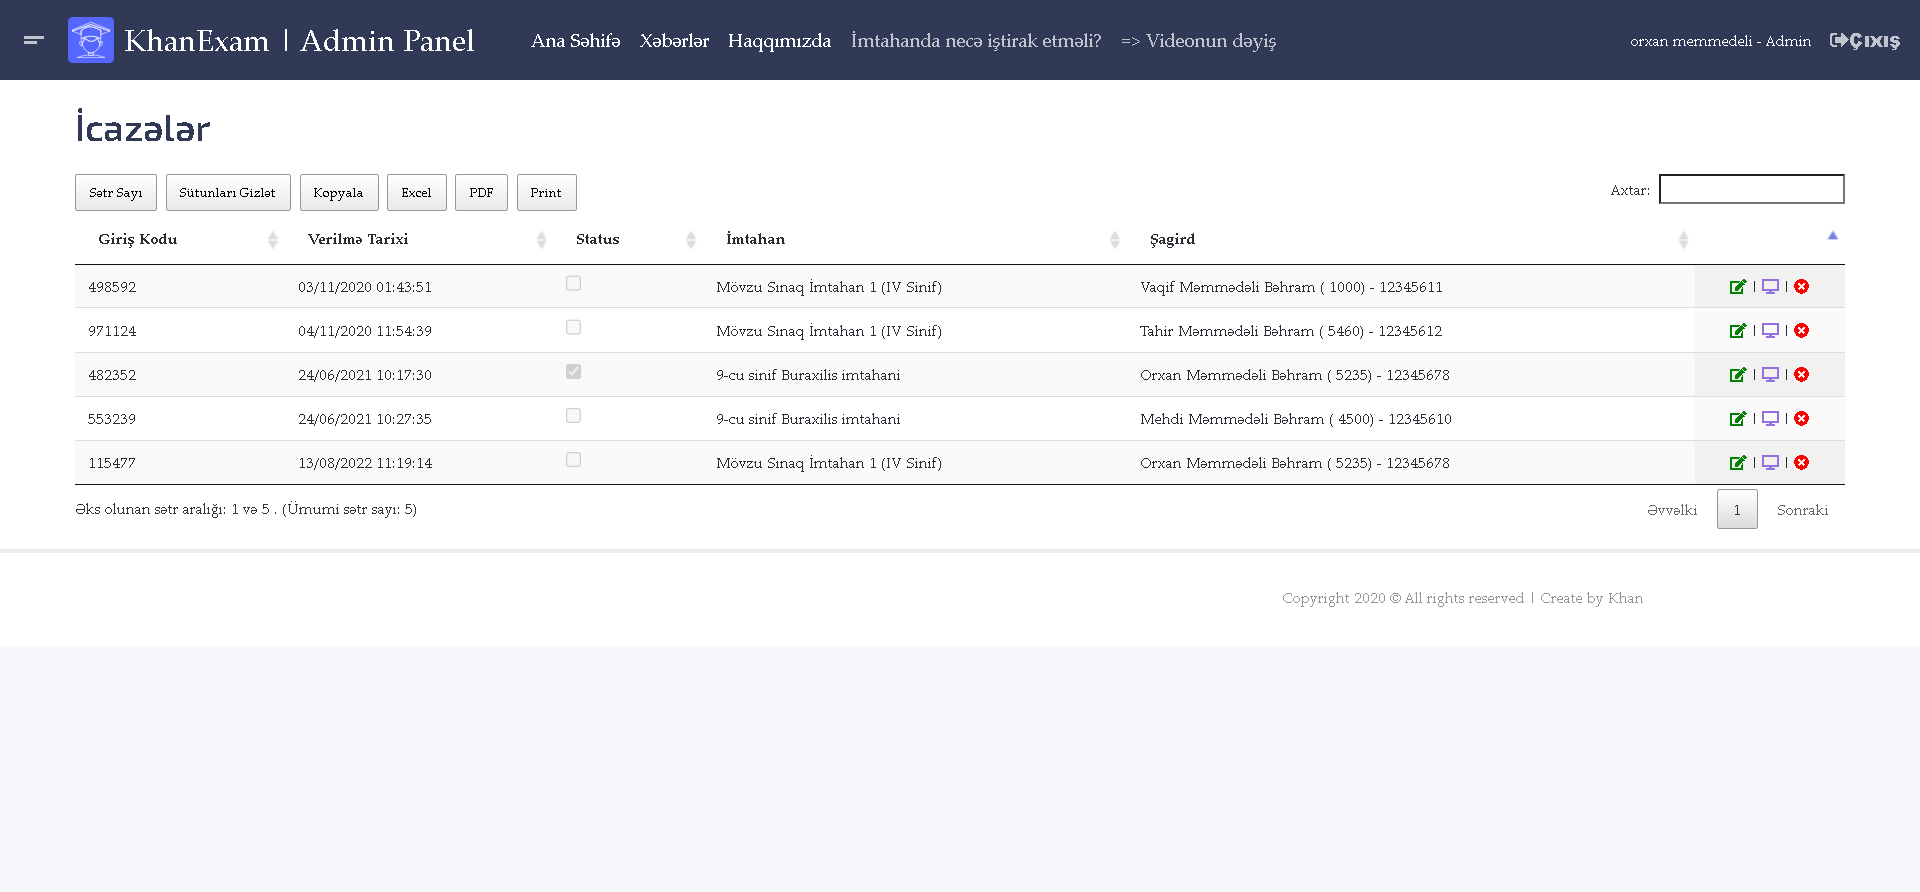 KhanExam | Admin Panel Ana Səhifə Xəbərlər Haqqımızda İmtahanda necə iştirak etməli? => Videonun dəyiş orxan memmedeli - Admin Çıxış
İcazələr
Sətr Sayı Sütunları Gizlət Kopyala Excel PDF Print Axtar:
Giriş Kodu Verilmə Tarixi Status İmtahan Şagird
498592 03/11/2020 01:43:51 Mövzu Sınaq İmtahan 1 (IV Sinif) Vaqif Məmmədəli Bəhram ( 1000) - 12345611 | |
971124 04/11/2020 11:54:39 Mövzu Sınaq İmtahan 1 (IV Sinif) Tahir Məmmədəli Bəhram ( 5460) - 12345612 | |
482352 24/06/2021 10:17:30 9-cu sinif Buraxilis imtahani Orxan Məmmədəli Bəhram ( 5235) - 12345678 | |
553239 24/06/2021 10:27:35 9-cu sinif Buraxilis imtahani Mehdi Məmmədəli Bəhram ( 4500) - 12345610 | |
115477 13/08/2022 11:19:14 Mövzu Sınaq İmtahan 1 (IV Sinif) Orxan Məmmədəli Bəhram ( 5235) - 12345678 | |
Əks olunan sətr aralığı: 1 və 5 . (Ümumi sətr sayı: 5) Əvvəlki 1 Sonraki
Copyright 2020 © All rights reserved | Create by Khan